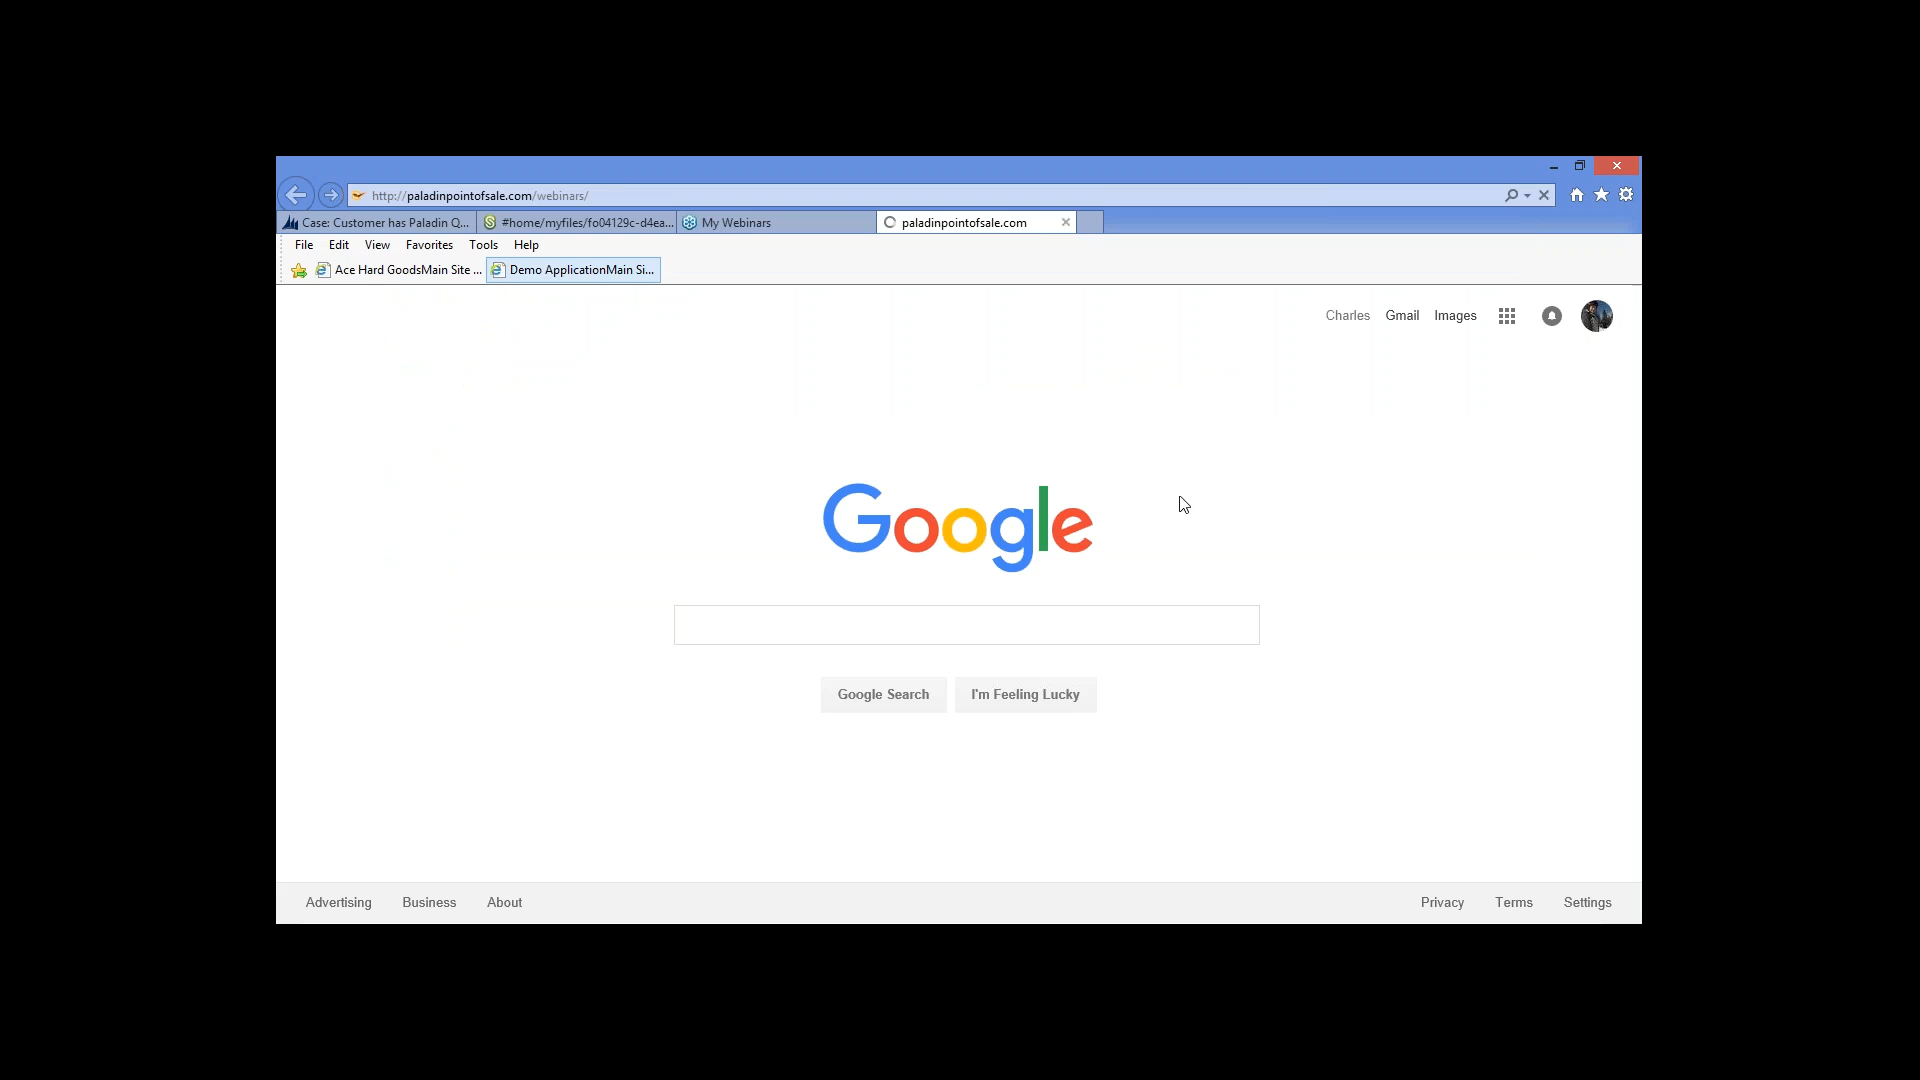 http://paladinpointofsale.com/webinars/
Case: Customer has Paladin Q... #home/myfiles/fo04129c-d4ea... My Webinars paladinpointofsale.com
File Edit View Favorites Tools Help
Ace Hard GoodsMain Site ... Demo ApplicationMain Si...
Charles Gmail Images
Google
Google Search I'm Feeling Lucky
Advertising Business About Privacy Terms Settings